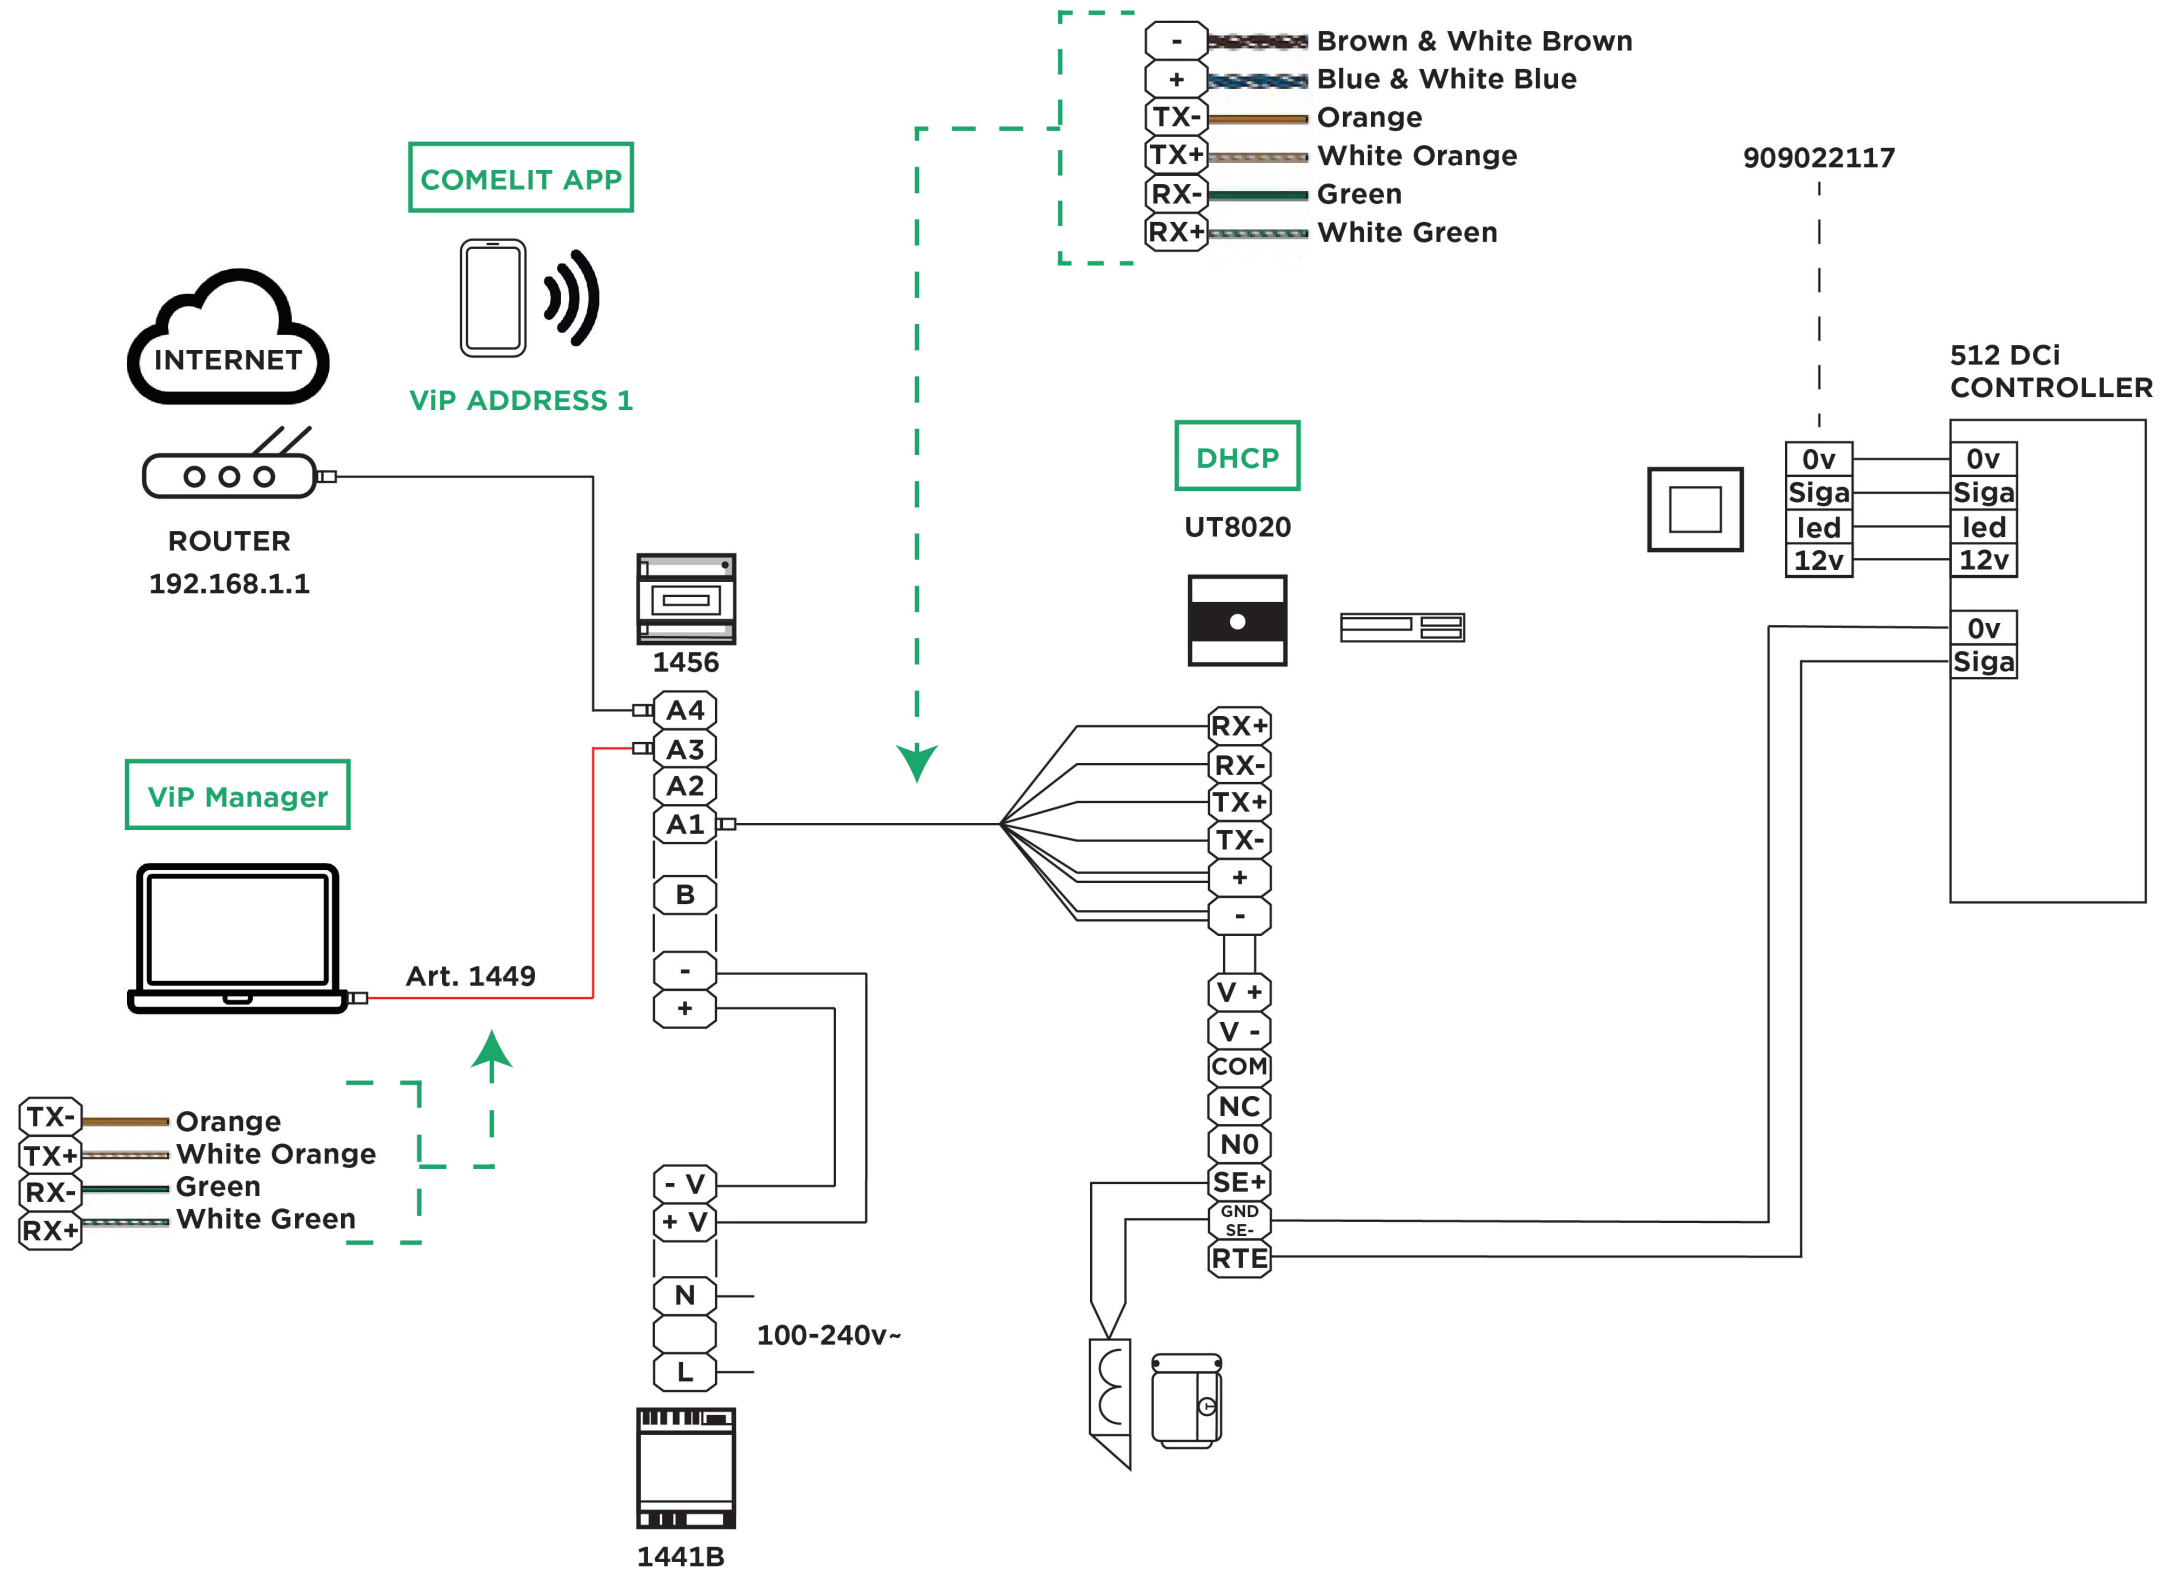 -
Brown & White Brown
+
Blue & White Blue
TX-
Orange
TX+
White Orange
RX-
Green
RX+
White Green
909022117
COMELIT APP
ViP ADDRESS 1
INTERNET
ROUTER
192.168.1.1
512 DCi
CONTROLLER
0v
Siga
led
12v
0v
Siga
led
12v
0v
Siga
DHCP
UT8020
1456
A4
A3
A2
A1
B
-
+
ViP Manager
Art. 1449
TX-
Orange
TX+
White Orange
RX-
Green
RX+
White Green
RX+
RX-
TX+
TX-
+
-
V +
V -
COM
NC
N0
SE+
GND
SE-
RTE
- V
+ V
N
100-240v~
L
1441B